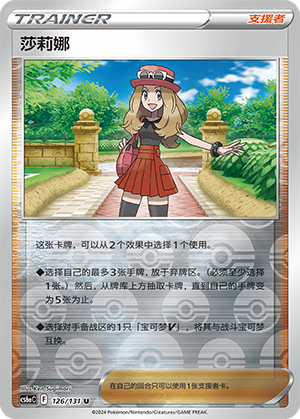 TRAINER
支援者
莎莉娜
这张卡牌，可以从2个效果中选择1个使用。
◆选择自己的最多3张手牌，放于弃牌区。（必须至少选择
1张。）然后，从牌库上方抽取卡牌，直到自己的手牌变
为5张为止。
◆选择对手备战区的1只「宝可梦V」，将其与战斗宝可梦
互换。
Illus. Ken Sugimori
在自己的回合只可以使用1张支援者卡。
CS6aC G 126/131 U
©2024 Pokémon/Nintendo/Creatures/GAME FREAK.